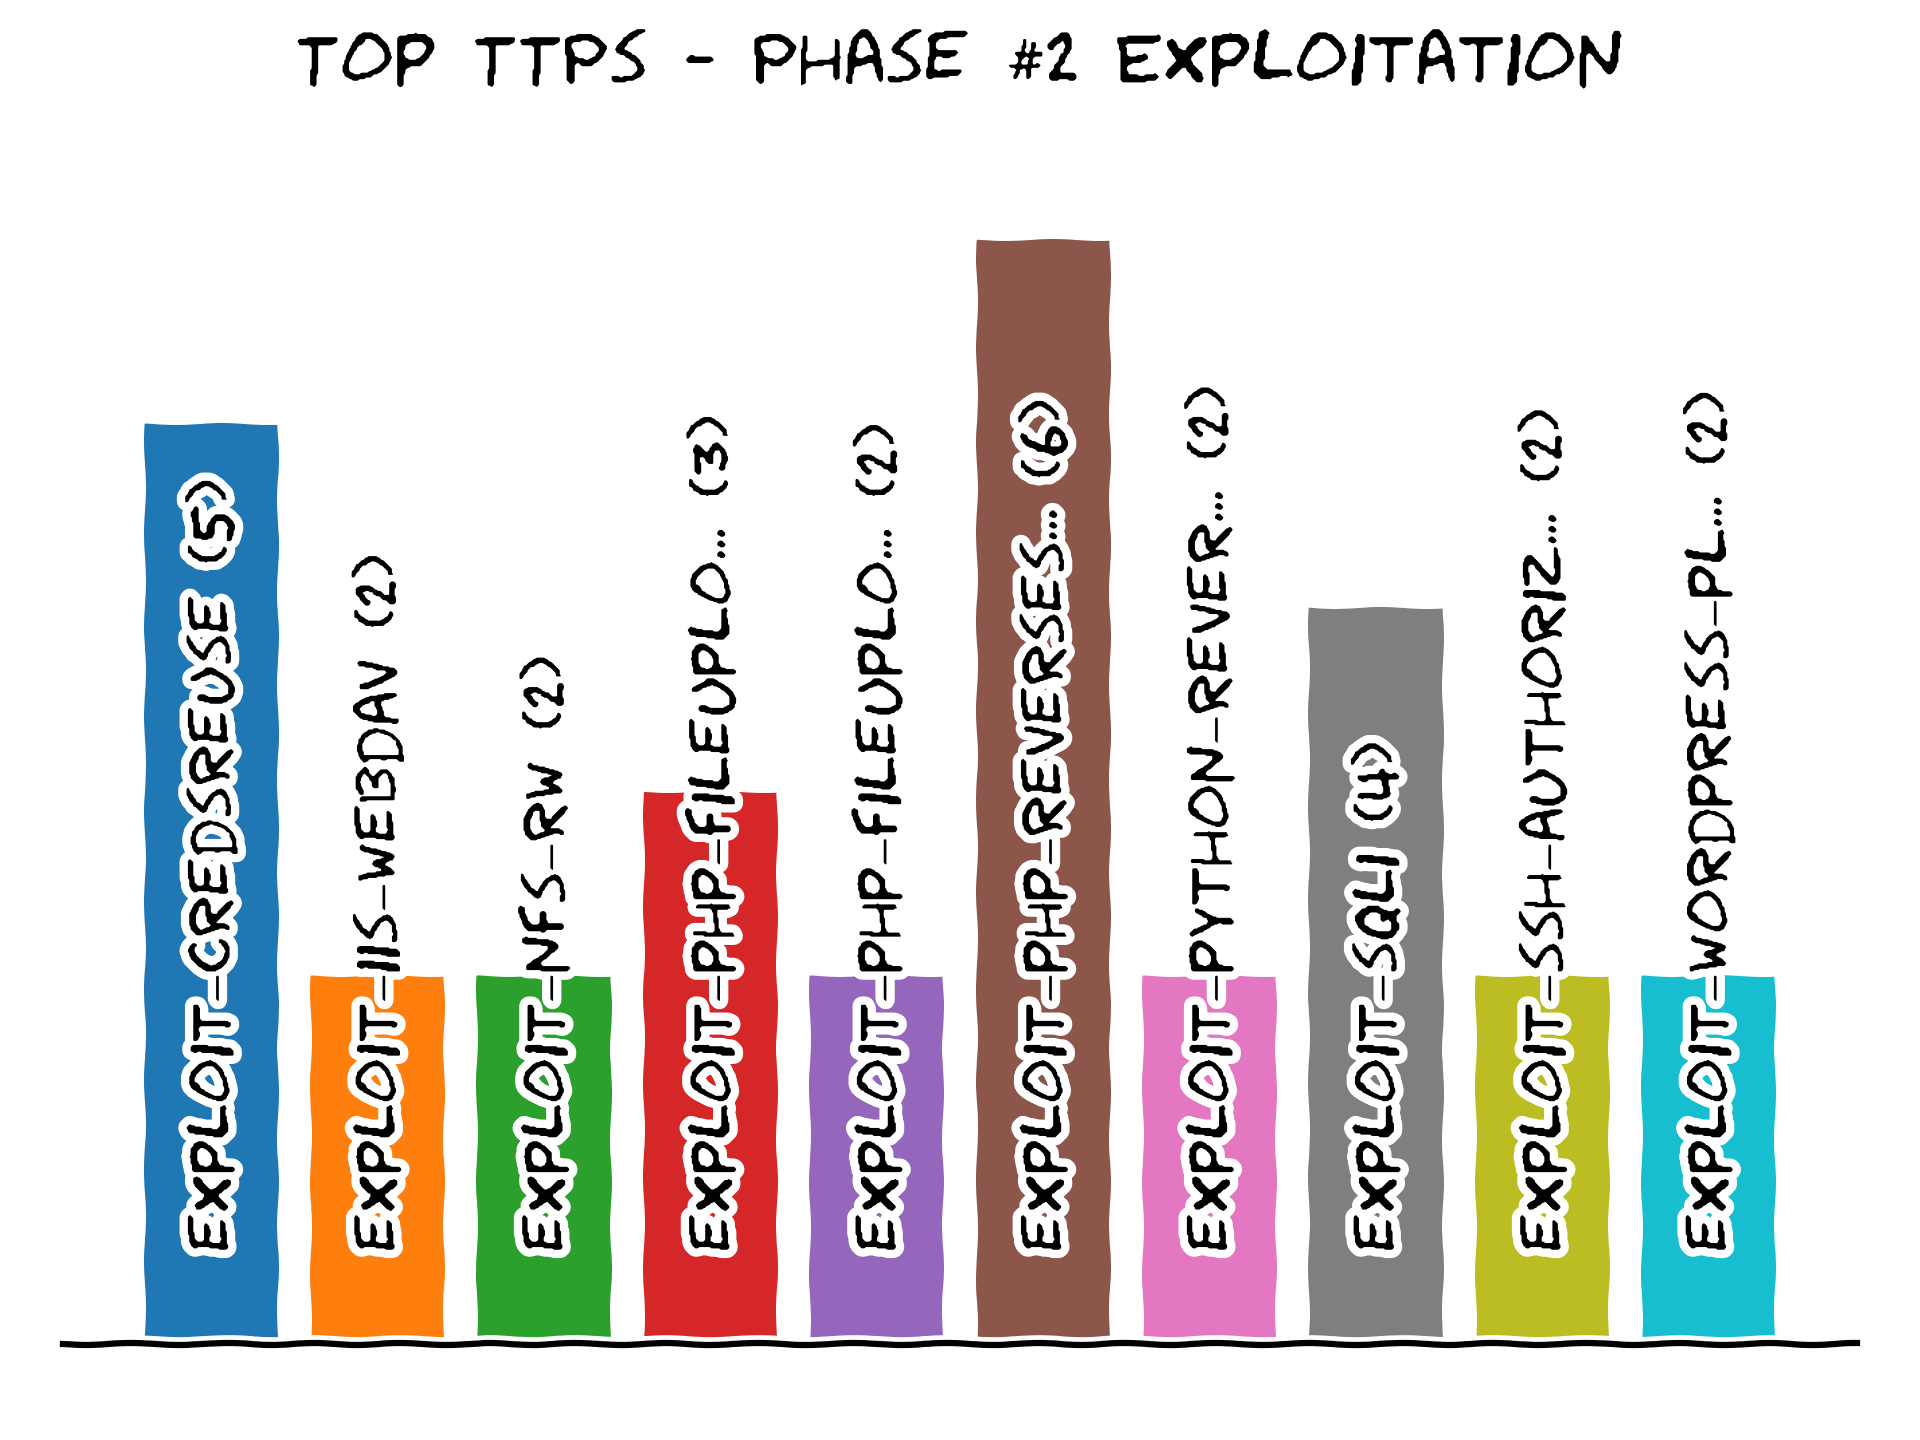 TOP TTPS - PHASE #2 EXPLOITATION
EXPLOIT-CREDSREUSE (5)
EXPLOIT-IIS-WEBDAV (2)
EXPLOIT-NFS-RW (2)
EXPLOIT-PHP-FILEUPLO... (3)
EXPLOIT-PHP-FILEUPLO... (2)
EXPLOIT-PHP-REVERSES... (6)
EXPLOIT-PYTHON-REVER... (2)
EXPLOIT-SQLI (4)
EXPLOIT-SSH-AUTHORIZ... (2)
EXPLOIT-WORDPRESS-PL... (2)